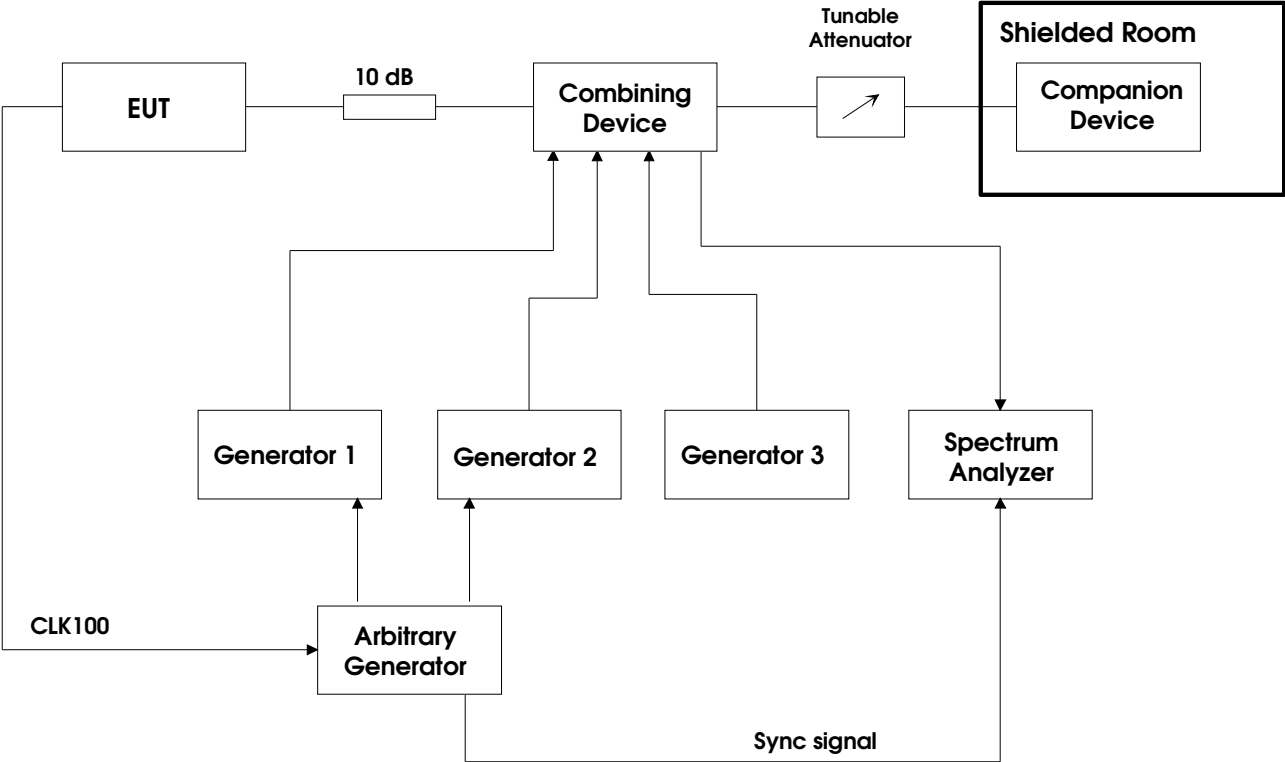 Tunable
Attenuator
Shielded Room
10 dB
EUT
Combining
Device
Companion
Device
Generator 1
Generator 2
Generator 3
Spectrum
Analyzer
CLK100
Arbitrary
Generator
Sync signal